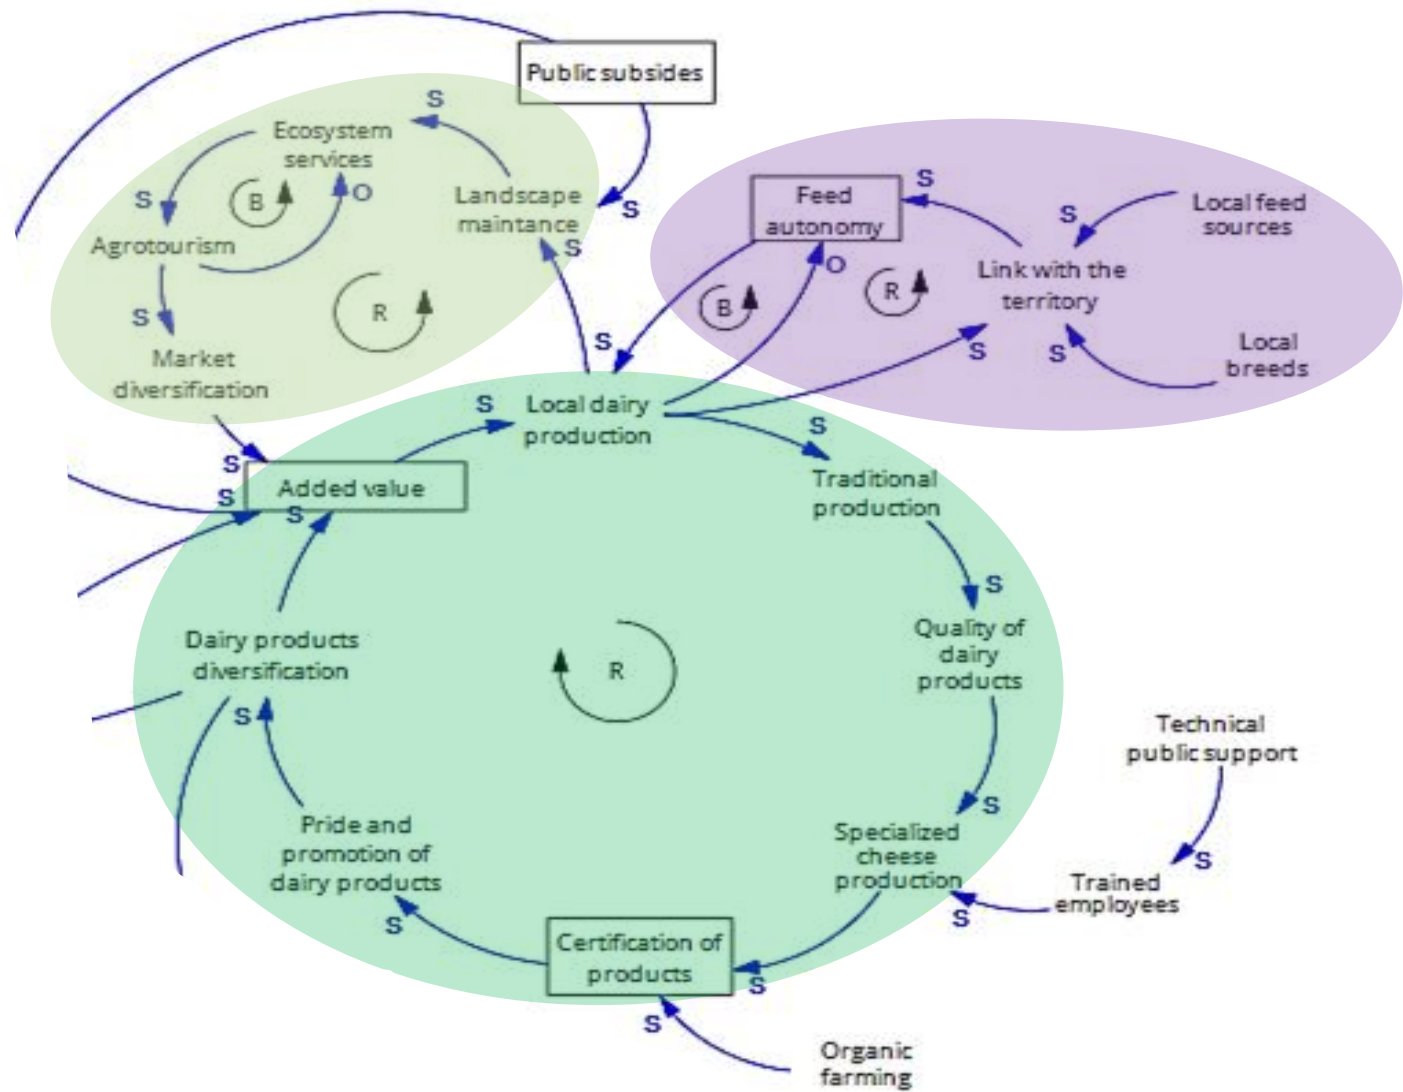 Public subsides
S
Ecosystem
services
S
B
O
Landscape
maintance
S
S
Agrotourism
S
R
Market
diversification
S
Feed
autonomy
S
O
B
R
S
Local feed
sources
S
Link with the
territory
S
S
Local
breeds
S
Local dairy
production
S
Added value
S
S
S
Traditional
production
S
Quality of
dairy
products
S
Dairy products
diversification
S
R
Pride and
promotion of
dairy products
S
Specialized
cheese
production
S
Technical
public support
S
Trained
employees
S
Certification of
products
S
Organic
farming